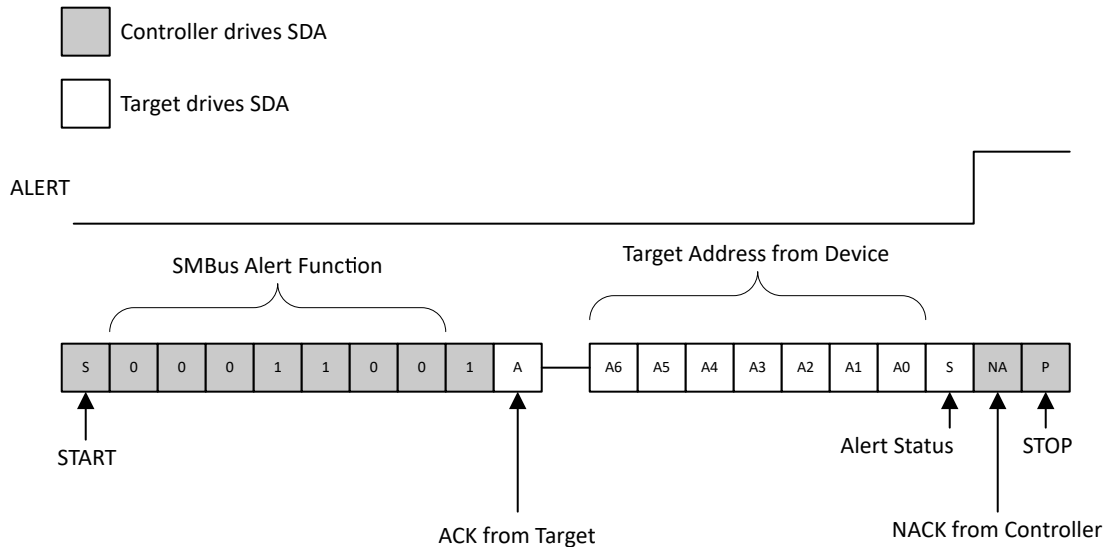 Controller drives SDA
Target drives SDA
ALERT
SMBus Alert Function
Target Address from Device
S 0 0 0 1 1 0 0 1 A A6 A5 A4 A3 A2 A1 A0 S NA P
START
Alert Status
STOP
ACK from Target
NACK from Controller